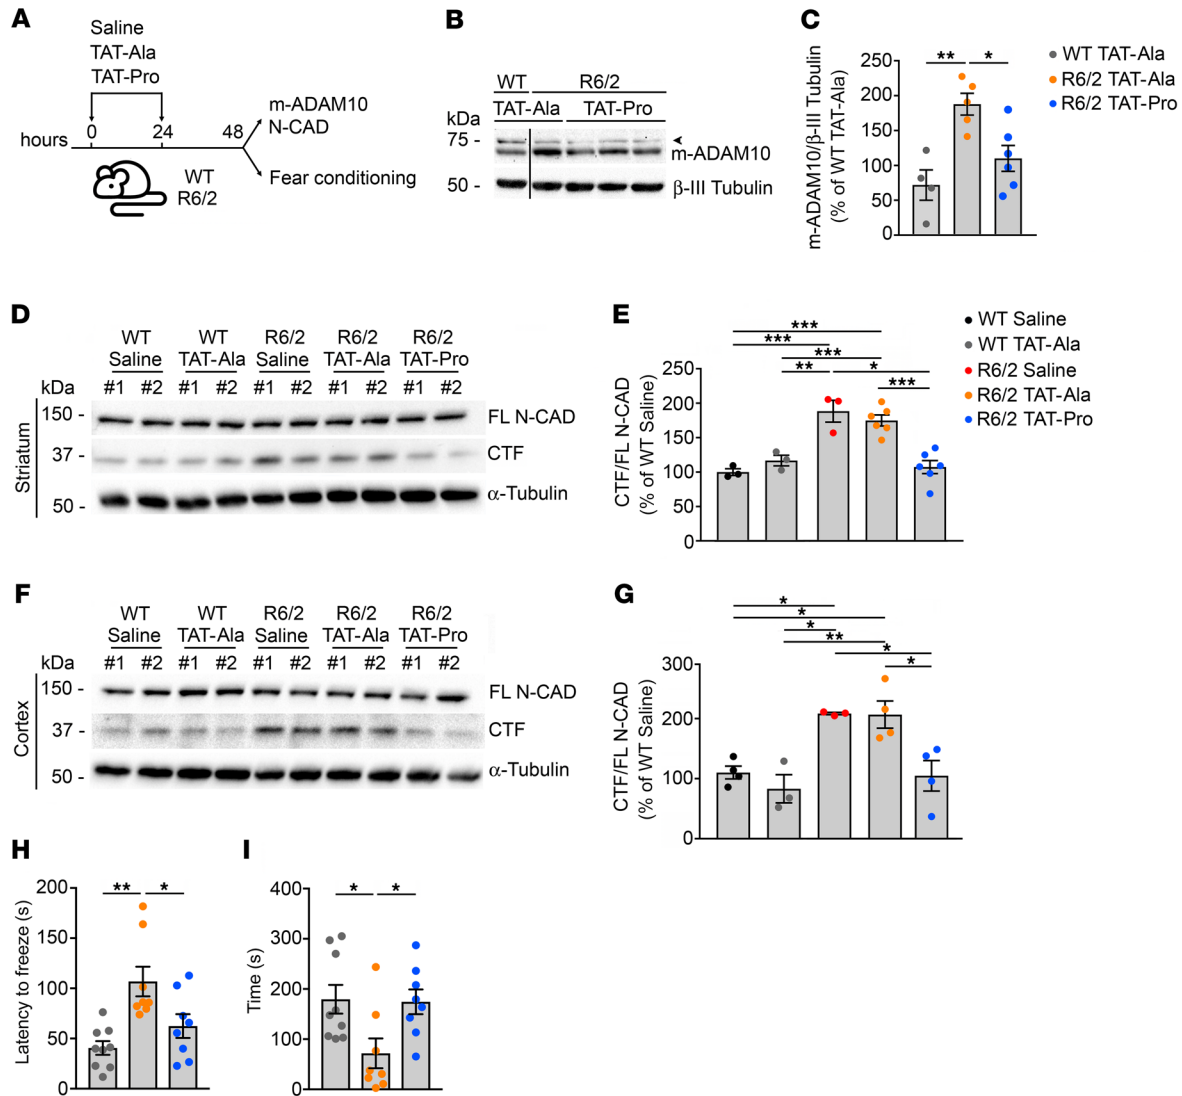 A
Saline
TAT-Ala
TAT-Pro
hours
0
24
48
m-ADAM10
N-CAD
Fear conditioning
WT
R6/2
B
WT R6/2
TAT-Ala TAT-Pro
kDa
75 -
m-ADAM10
50 -
β-III Tubulin
C
m-ADAM10/β-III Tubulin
(% of WT TAT-Ala)
250
200
150
100
50
0
** *
WT TAT-Ala
R6/2 TAT-Ala
R6/2 TAT-Pro
D
WT WT R6/2 R6/2 R6/2
Saline TAT-Ala Saline TAT-Ala TAT-Pro
kDa #1 #2 #1 #2 #1 #2 #1 #2 #1 #2
150 - FL N-CAD
37 - CTF
50 - α-Tubulin
Striatum
E
CTF/FL N-CAD
(% of WT Saline)
250
200
150
100
50
0
***
***
***
** *
***
WT Saline
WT TAT-Ala
R6/2 Saline
R6/2 TAT-Ala
R6/2 TAT-Pro
F
WT WT R6/2 R6/2 R6/2
Saline TAT-Ala Saline TAT-Ala TAT-Pro
kDa #1 #2 #1 #2 #1 #2 #1 #2 #1 #2
150 - FL N-CAD
37 - CTF
50 - α-Tubulin
Cortex
G
CTF/FL N-CAD
(% of WT Saline)
300
200
100
0
*
*
*
**
*
*
H
Latency to freeze (s)
200
150
100
50
0
** *
I
Time (s)
400
300
200
100
0
* *